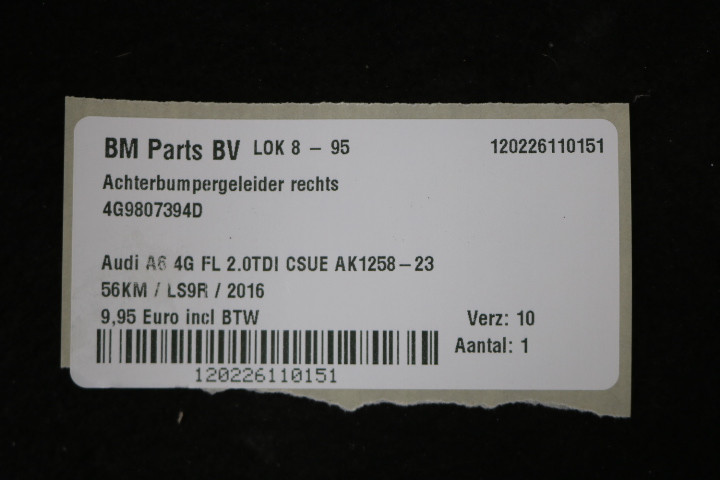 BM Parts BV LOK 8 - 95 120226110151
Achterbumpergeleider rechts
4G9807394D
Audi A6 4G FL 2.0TDI CSUE AK1258-23
56KM / LS9R / 2016
9,95 Euro incl BTW Verz: 10
Aantal: 1
120226110151